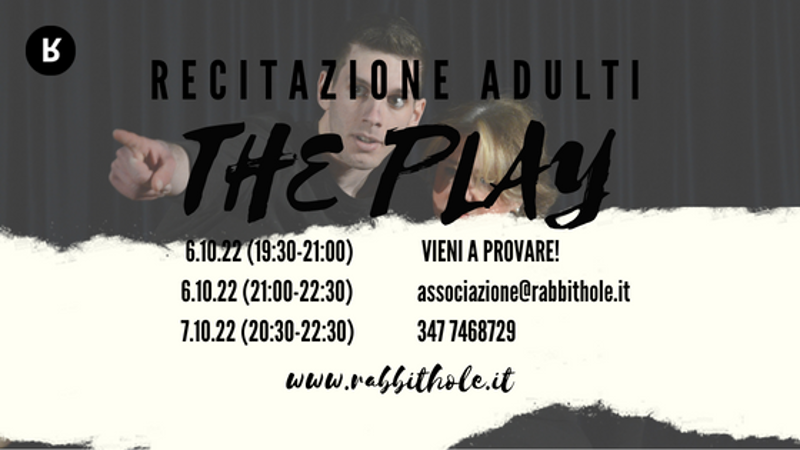 R
RECITAZIONE ADULTI
THE PLAY
6.10.22 (19:30-21:00)
6.10.22 (21:00-22:30)
7.10.22 (20:30-22:30)
VIENI A PROVARE!
associazione@rabbithole.it
347 7468729
www.rabbithole.it